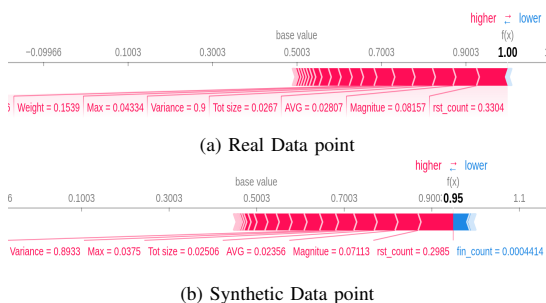 higher ⇄ lower
base value f(x)
-0.09966 0.1003 0.3003 0.5003 0.7003 0.9003 1.00
Weight = 0.1539 Max = 0.04334 Variance = 0.9 Tot size = 0.0267 AVG = 0.02807 Magnitue = 0.08157 rst_count = 0.3304
(a) Real Data point
higher ⇄ lower
base value f(x)
6 0.1003 0.3003 0.5003 0.7003 0.9003 0.95 1.1
Variance = 0.8933 Max = 0.0375 Tot size = 0.02506 AVG = 0.02356 Magnitue = 0.07113 rst_count = 0.2985 fin_count = 0.0004414
(b) Synthetic Data point